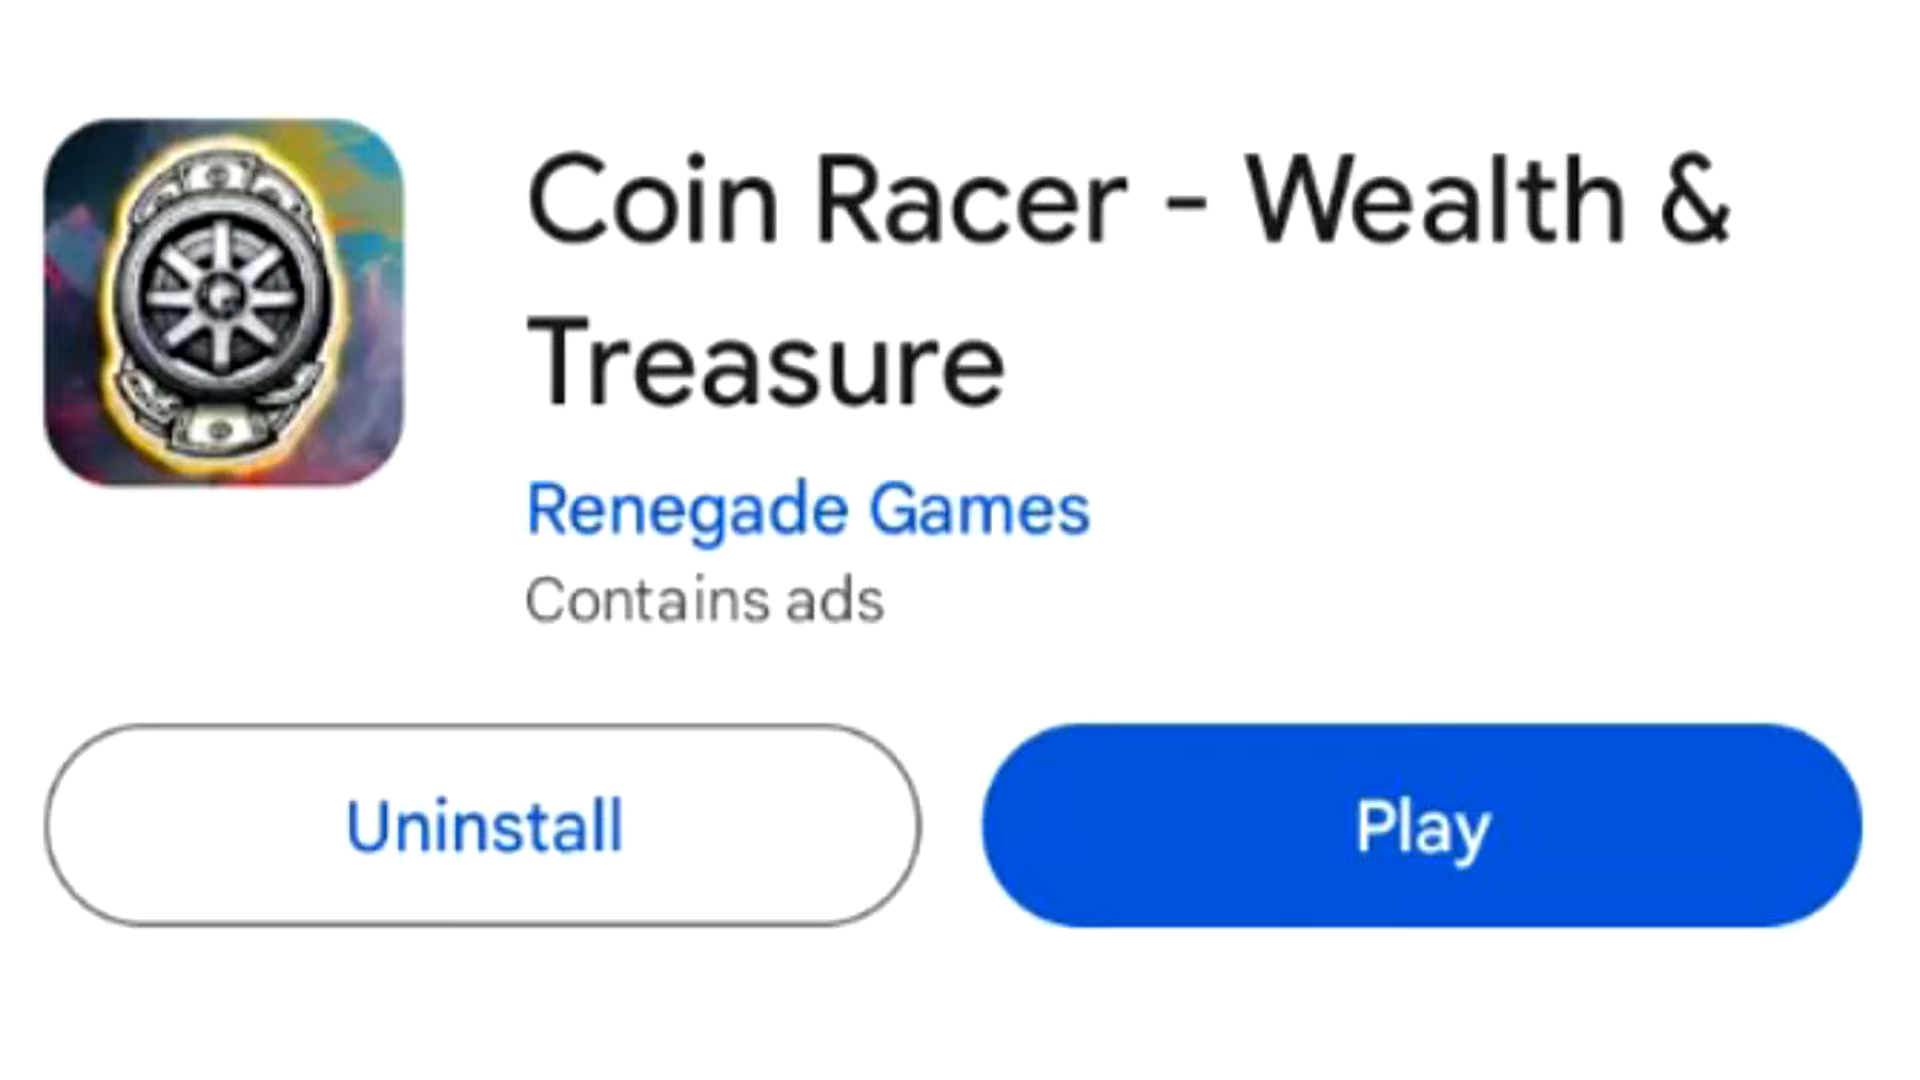 Coin Racer - Wealth &
Treasure
Renegade Games
Contains ads
Uninstall
Play